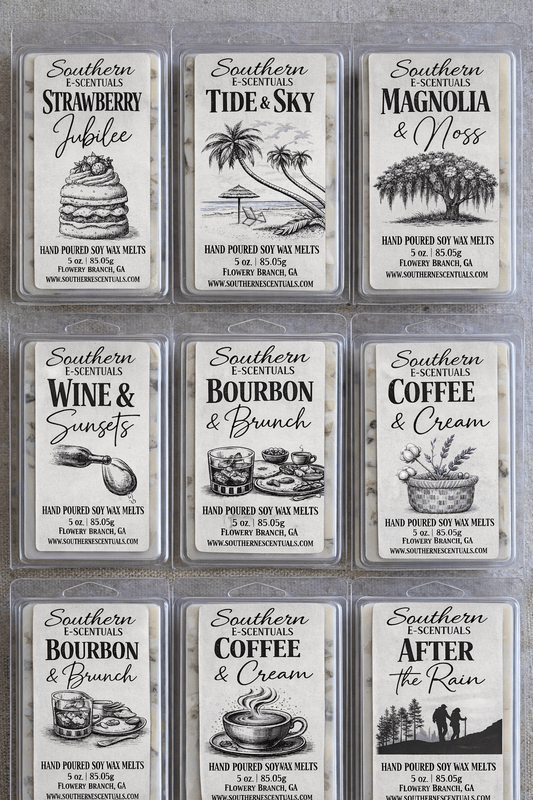 Southern
E-SCENTUALS
STRAWBERRY
Jubilee
HAND POURED SOY WAX MELTS
5 oz. | 85.05g
FLOWERY BRANCH, GA
WWW.SOUTHERNESCENTUALS.COM
Southern
E-SCENTUALS
TIDE & SKY
HAND POURED SOY WAX MELTS
5 oz. | 85.05g
FLOWERY BRANCH, GA
WWW.SOUTHERNESCENTUALS.COM
Southern
E-SCENTUALS
MAGNOLIA
& Noss
HAND POURED SOY WAX MELTS
5 oz. | 85.05g
FLOWERY BRANCH, GA
WWW.SOUTHERNESCENTUALS.COM
Southern
E-SCENTUALS
WINE &
Sunsets
HAND POURED SOY WAX MELTS
5 oz. | 85.05g
FLOWERY BRANCH, GA
WWW.SOUTHERNESCENTUALS.COM
Southern
E-SCENTUALS
BOURBON
& Brunch
HAND POURED SOY WAX MELTS
5 oz. | 85.05g
FLOWERY BRANCH, GA
WWW.SOUTHERNESCENTUALS.COM
Southern
E-SCENTUALS
COFFEE
& Cream
HAND POURED SOY WAX MELTS
5 oz. | 85.05g
FLOWERY BRANCH, GA
WWW.SOUTHERNESCENTUALS.COM
Southern
E-SCENTUALS
BOURBON
& Brunch
HAND POURED SOY WAX MELTS
5 oz. | 85.05g
FLOWERY BRANCH, GA
WWW.SOUTHERNESCENTUALS.COM
Southern
E-SCENTUALS
COFFEE
& Cream
HAND POURED SOY WAX MELTS
5 oz. | 85.05g
FLOWERY BRANCH, GA
WWW.SOUTHERNESCENTUALS.COM
Southern
E-SCENTUALS
AFTER
the Rain
HAND POURED SOY WAX MELTS
5 oz. | 85.05g
FLOWERY BRANCH, GA
WWW.SOUTHERNESCENTUALS.COM